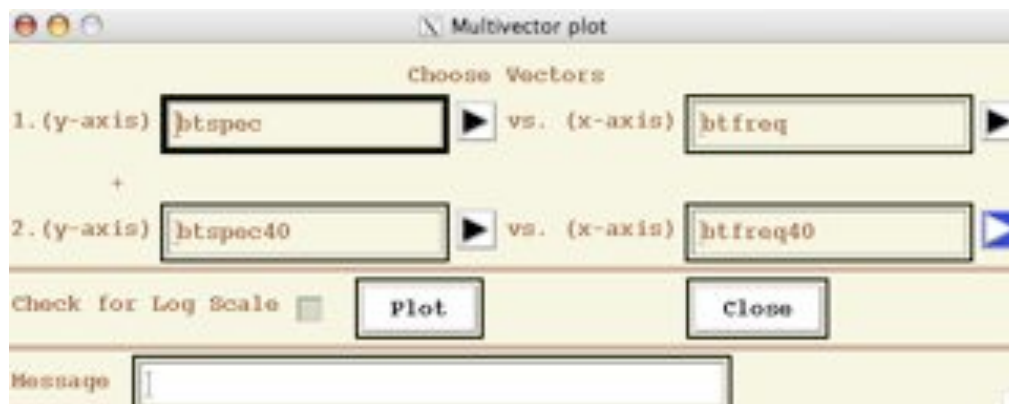 Multivector plot
Choose Vectors
1.(y-axis) btspec vs. (x-axis) btfreq
+
2.(y-axis) btspec40 vs. (x-axis) btfreq40
Check for Log Scale Plot Close
Message